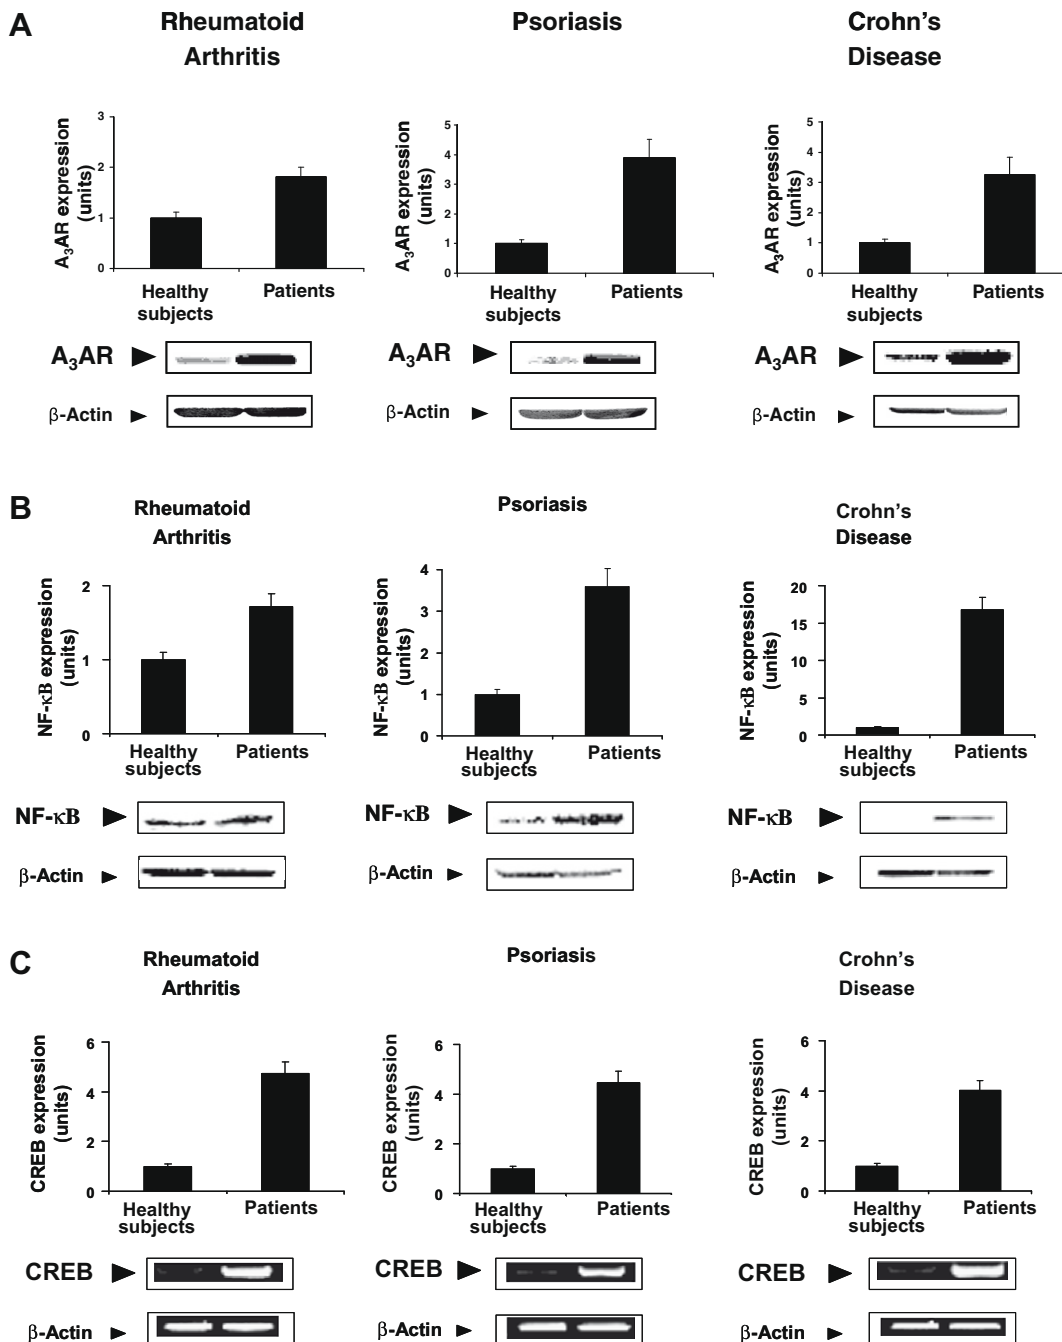 A
Rheumatoid
Arthritis
Psoriasis
Crohn's
Disease
A3AR expression
(units)
3
2
1
0
Healthy
subjects
Patients
A3AR expression
(units)
5
4
3
2
1
0
Healthy
subjects
Patients
A3AR expression
(units)
5
4
3
2
1
0
Healthy
subjects
Patients
A3AR
β-Actin
A3AR
β-Actin
A3AR
β-Actin
B
Rheumatoid
Arthritis
Psoriasis
Crohn's
Disease
NF-κB expression
(units)
2
1
0
Healthy
subjects
Patients
NF-κB expression
(units)
4
3
2
1
0
Healthy
subjects
Patients
NF-κB expression
(units)
20
15
10
5
0
Healthy
subjects
Patients
NF-κB
β-Actin
NF-κB
β-Actin
NF-κB
β-Actin
C
Rheumatoid
Arthritis
Psoriasis
Crohn's
Disease
CREB expression
(units)
6
4
2
0
Healthy
subjects
Patients
CREB expression
(units)
6
4
2
0
Healthy
subjects
Patients
CREB expression
(units)
6
4
2
0
Healthy
subjects
Patients
CREB
β-Actin
CREB
β-Actin
CREB
β-Actin